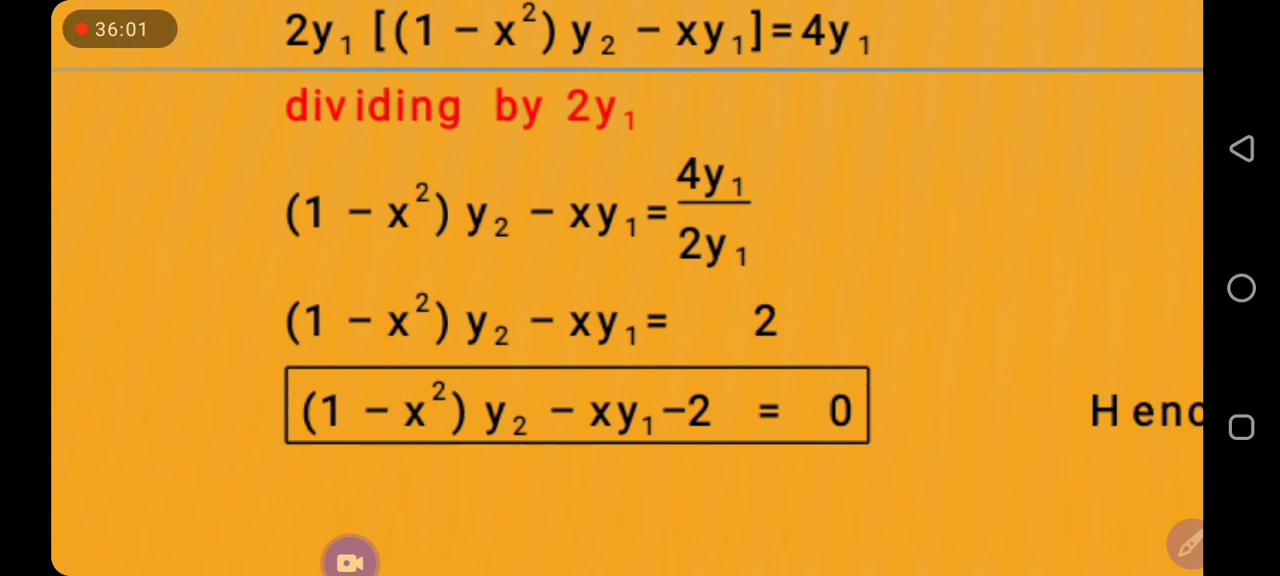 36:01
2y₁ [(1 − x²) y₂ − xy₁]=4y₁
dividing by 2y₁
(1 − x²) y₂ − xy₁= 4y₁ / 2y₁
(1 − x²) y₂ − xy₁= 2
(1 − x²) y₂ − xy₁−2 = 0